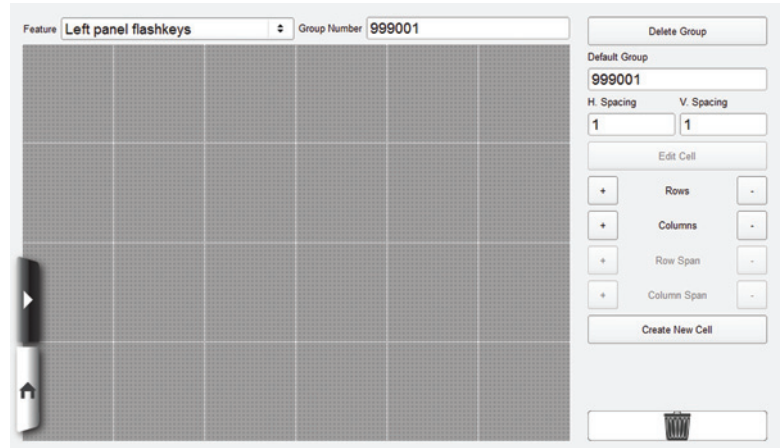 Feature Left panel flashkeys Group Number 999001
Delete Group
Default Group
999001
H. Spacing V. Spacing
1 1
Edit Cell
+ Rows -
+ Columns -
+ Row Span -
+ Column Span -
Create New Cell